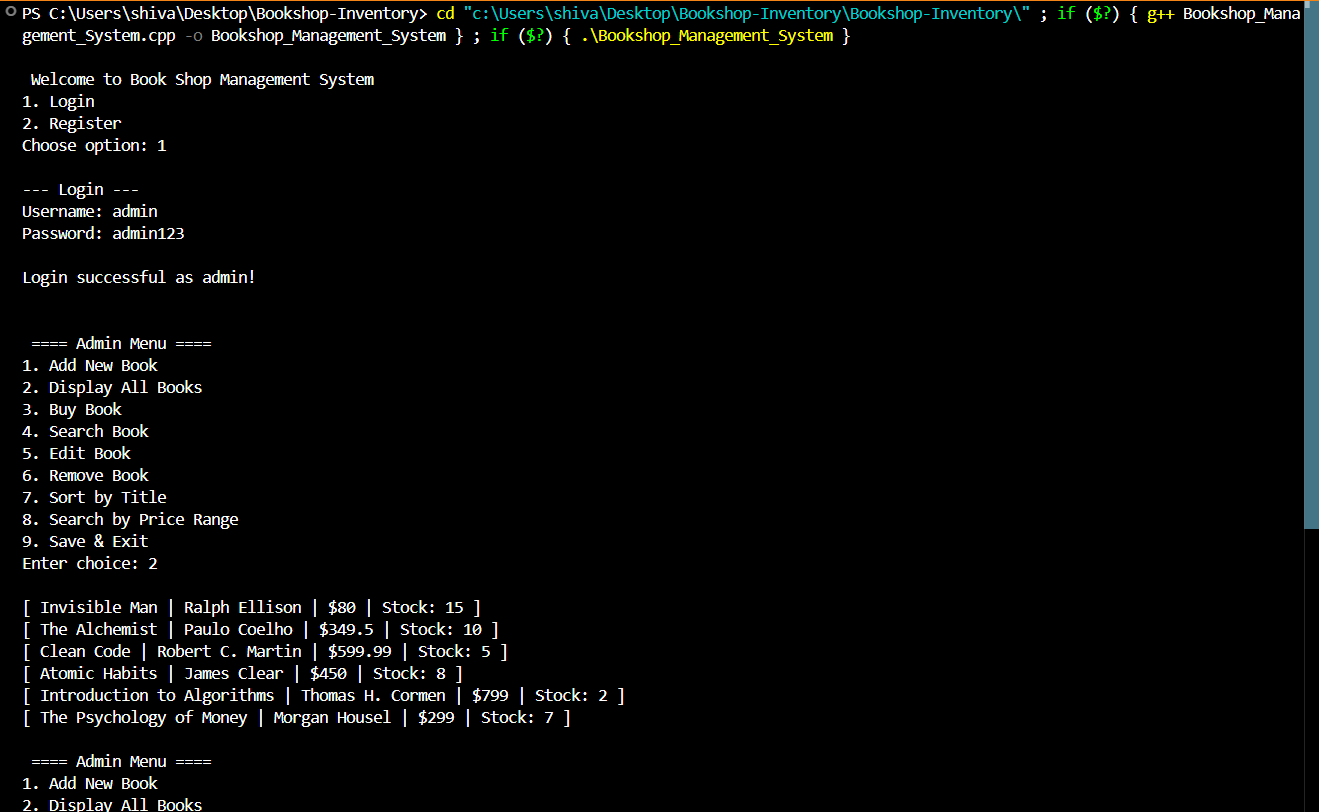 PS C:\Users\shiva\Desktop\Bookshop-Inventory> cd "c:\Users\shiva\Desktop\Bookshop-Inventory\Bookshop-Inventory\" ; if ($?) { g++ Bookshop_Mana
gement_System.cpp -o Bookshop_Management_System } ; if ($?) { .\Bookshop_Management_System }
Welcome to Book Shop Management System
1. Login
2. Register
Choose option: 1
--- Login ---
Username: admin
Password: admin123
Login successful as admin!
==== Admin Menu ====
1. Add New Book
2. Display All Books
3. Buy Book
4. Search Book
5. Edit Book
6. Remove Book
7. Sort by Title
8. Search by Price Range
9. Save & Exit
Enter choice: 2
[ Invisible Man | Ralph Ellison | $80 | Stock: 15 ]
[ The Alchemist | Paulo Coelho | $349.5 | Stock: 10 ]
[ Clean Code | Robert C. Martin | $599.99 | Stock: 5 ]
[ Atomic Habits | James Clear | $450 | Stock: 8 ]
[ Introduction to Algorithms | Thomas H. Cormen | $799 | Stock: 2 ]
[ The Psychology of Money | Morgan Housel | $299 | Stock: 7 ]
==== Admin Menu ====
1. Add New Book
2. Display All Books